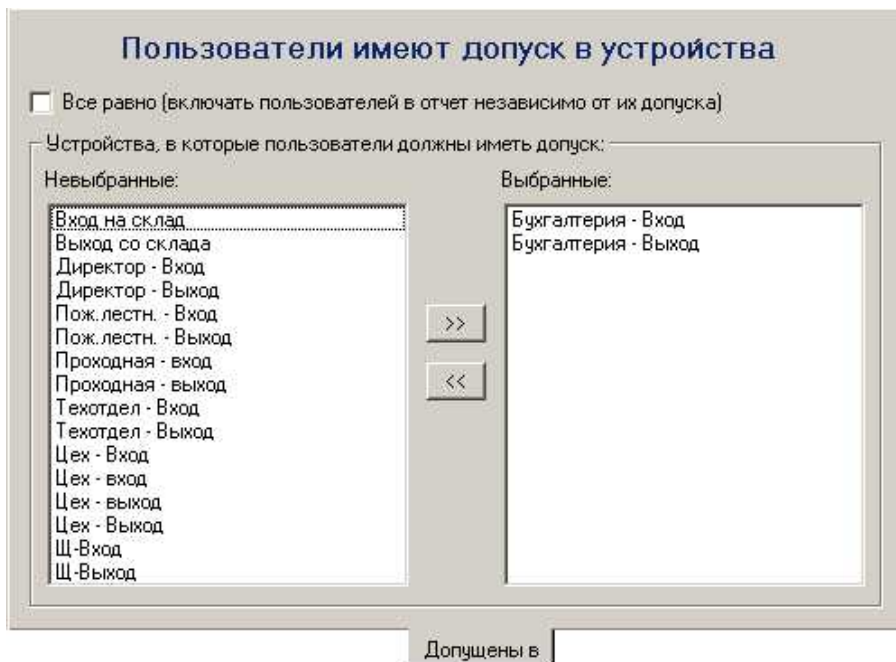 Пользователи имеют допуск в устройства
Все равно (включать пользователей в отчет независимо от их допуска)
Устройства, в которые пользователи должны иметь допуск:
Невыбранные:
Вход на склад
Выход со склада
Директор - Вход
Директор - Выход
Пож.лестн. - Вход
Пож.лестн. - Выход
Проходная - вход
Проходная - выход
Техотдел - Вход
Техотдел - Выход
Цех - Вход
Цех - вход
Цех - выход
Цех - Выход
Щ-Вход
Щ-Выход
>>
<<
Выбранные:
Бухгалтерия - Вход
Бухгалтерия - Выход
Допущены в